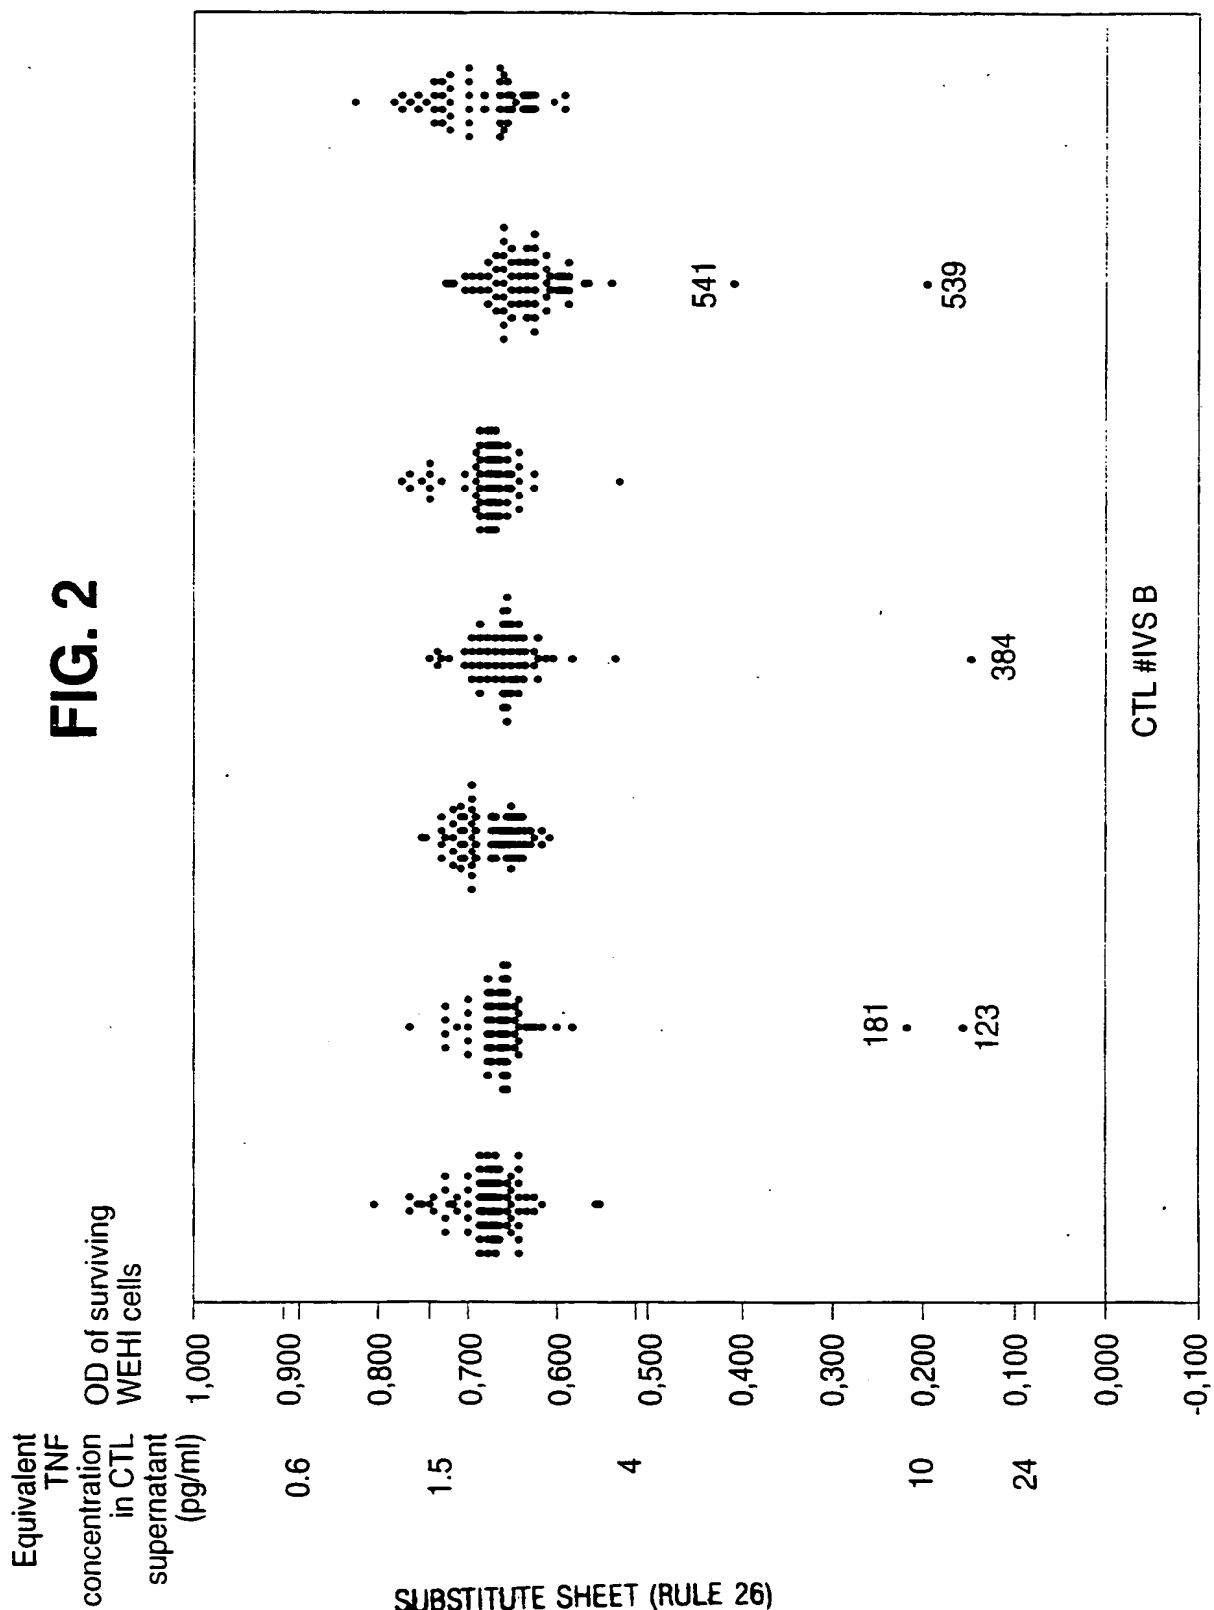 FIG. 2
Equivalent
TNF
concentration
in CTL
supernatant
(pg/ml)
OD of surviving
WEHI cells
0.6
1.5
4
10
24
1,000
0,900
0,800
0,700
0,600
0,500
0,400
0,300
0,200
0,100
0,000
-0,100
181
123
384
541
539
CTL #IVS B
SUBSTITUTE SHEET (RULE 26)